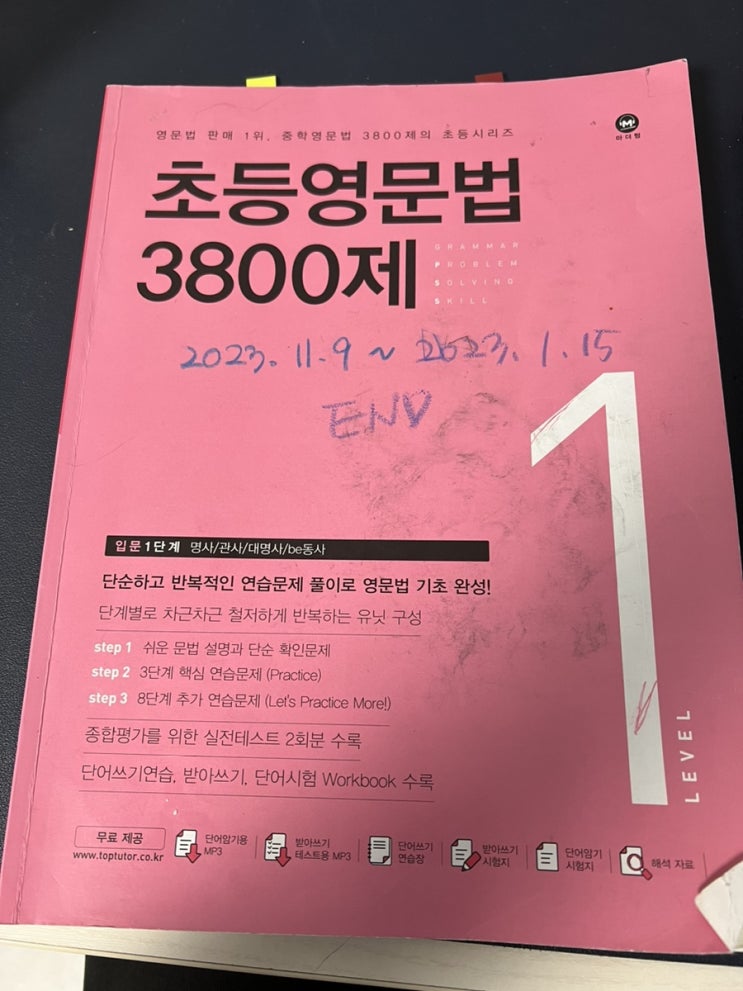 영문법 판매 1위, 중학영문법 3800제의 초등시리즈
마더텅
초등영문법
3800제
GRAMMAR
PROBLEM
SOLVING
SKILL
2023. 11. 9 ~ 2023. 1. 15
END
1
LEVEL
입문 1단계 명사/관사/대명사/be동사
단순하고 반복적인 연습문제 풀이로 영문법 기초 완성!
단계별로 차근차근 철저하게 반복하는 유닛 구성
step 1 쉬운 문법 설명과 단순 확인문제
step 2 3단계 핵심 연습문제 (Practice)
step 3 8단계 추가 연습문제 (Let's Practice More!)
종합평가를 위한 실전테스트 2회분 수록
단어쓰기연습, 받아쓰기, 단어시험 Workbook 수록
무료 제공
www.toptutor.co.kr
단어암기용
MP3
받아쓰기
테스트용 MP3
단어쓰기
연습장
받아쓰기
시험지
단어암기
시험지
해석 자료